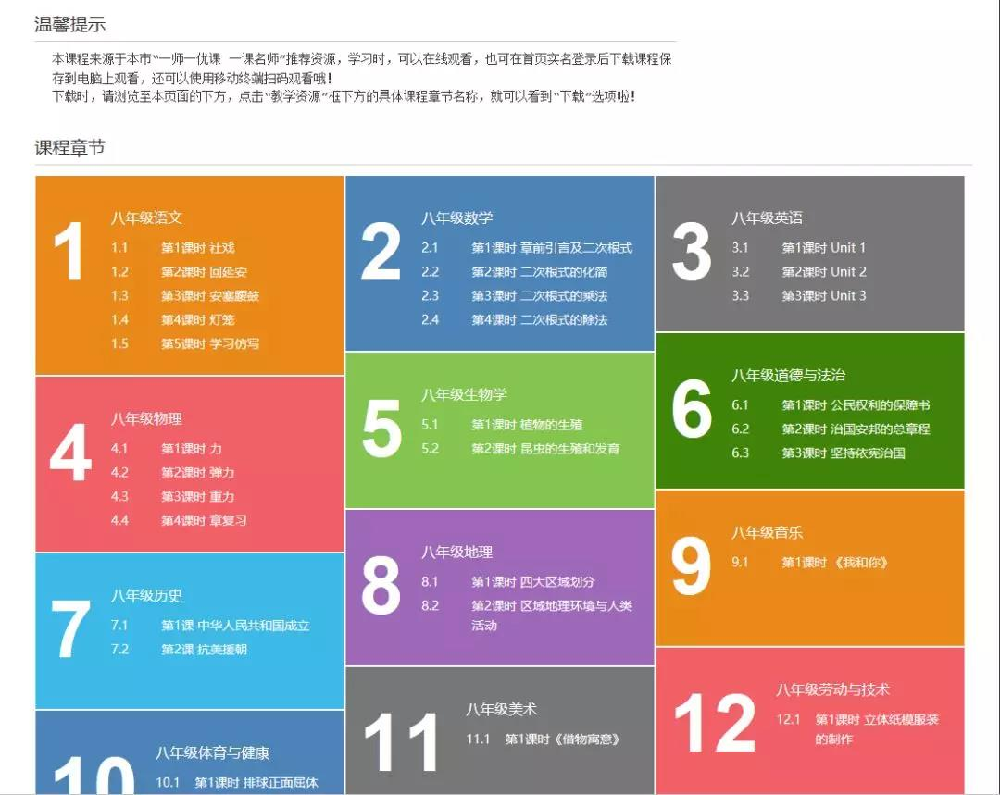 温馨提示
本课程来源于本市“一师一优课 一课名师”推荐资源，学习时，可以在线观看，也可在首页实名登录后下载课程保
存到电脑上观看，还可以使用移动终端扫码观看哦！
下载时，请浏览至本页面的下方，点击“教学资源”框下方的具体课程章节名称，就可以看到“下载”选项啦！
课程章节
1
八年级语文
1.1 第1课时 社戏
1.2 第2课时 回延安
1.3 第3课时 安塞腰鼓
1.4 第4课时 灯笼
1.5 第5课时 学习仿写
2
八年级数学
2.1 第1课时 章前引言及二次根式
2.2 第2课时 二次根式的化简
2.3 第3课时 二次根式的乘法
2.4 第4课时 二次根式的除法
3
八年级英语
3.1 第1课时 Unit 1
3.2 第2课时 Unit 2
3.3 第3课时 Unit 3
4
八年级物理
4.1 第1课时 力
4.2 第2课时 弹力
4.3 第3课时 重力
4.4 第4课时 章复习
5
八年级生物学
5.1 第1课时 植物的生殖
5.2 第2课时 昆虫的生殖和发育
6
八年级道德与法治
6.1 第1课时 公民权利的保障书
6.2 第2课时 治国安邦的总章程
6.3 第3课时 坚持依宪治国
7
八年级历史
7.1 第1课 中华人民共和国成立
7.2 第2课 抗美援朝
8
八年级地理
8.1 第1课时 四大区域划分
8.2 第2课时 区域地理环境与人类
活动
9
八年级音乐
9.1 第1课时 《我和你》
10
八年级体育与健康
10.1 第1课时 排球正面屈体
11
八年级美术
11.1 第1课时《借物寓意》
12
八年级劳动与技术
12.1 第1课时 立体纸模服装
的制作